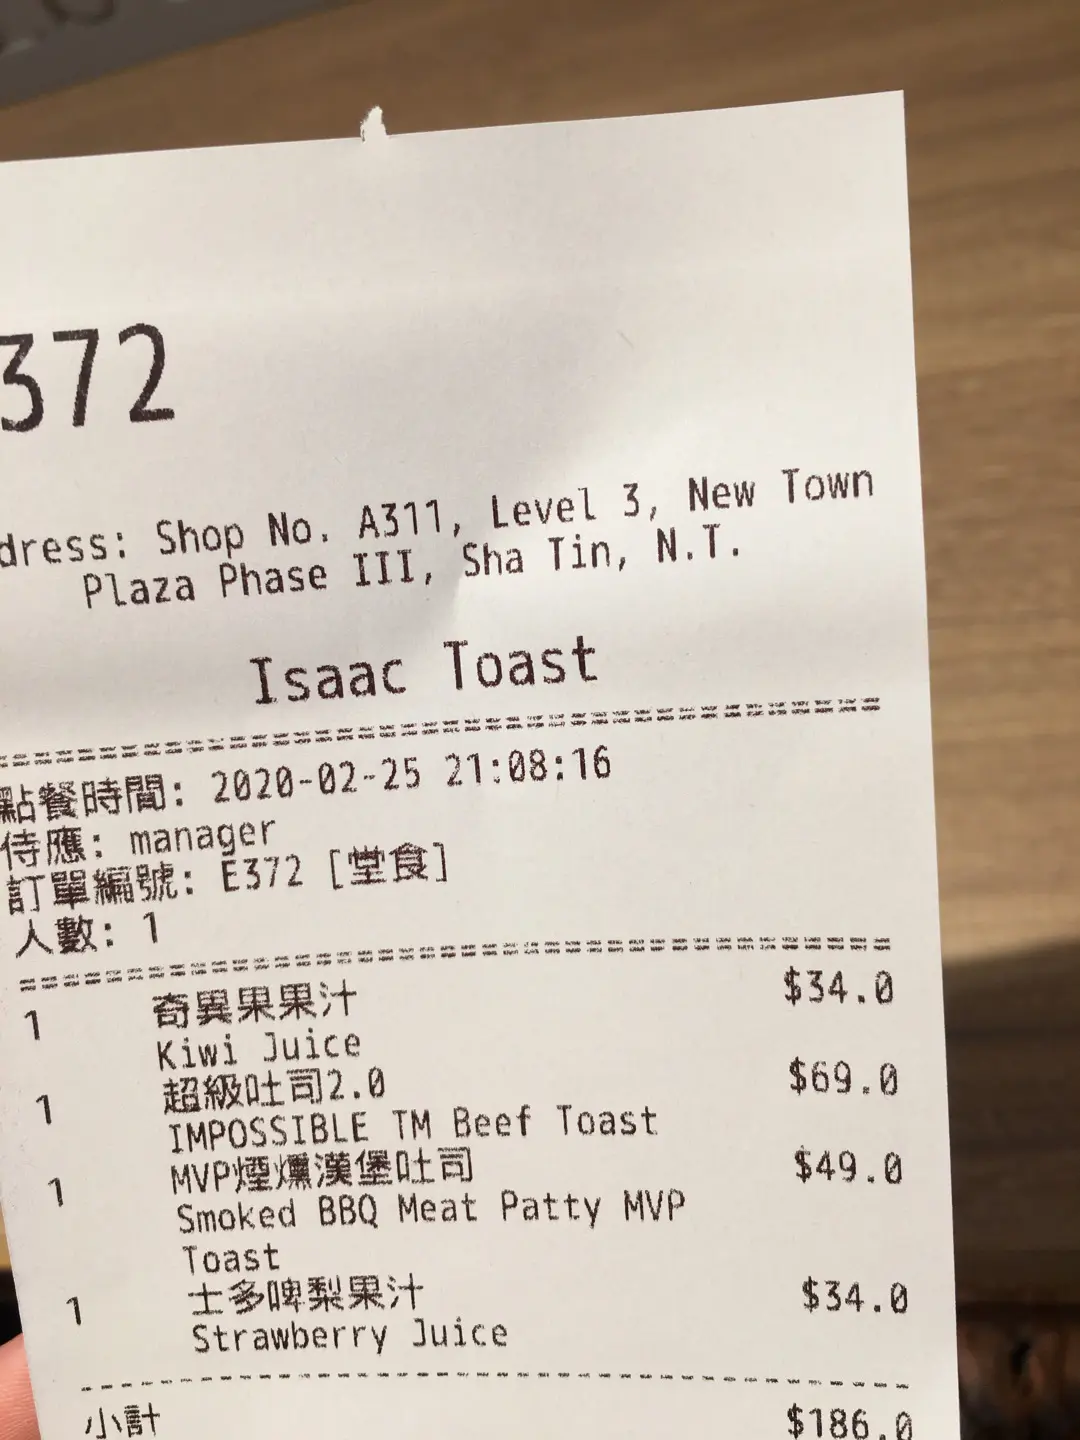 372
dress: Shop No. A311, Level 3, New Town
Plaza Phase III, Sha Tin, N.T.
Isaac Toast
點餐時間: 2020-02-25 21:08:16
侍應: manager
訂單編號: E372 [堂食]
人數: 1
1 奇異果果汁 $34.0
Kiwi Juice
1 超級吐司2.0 $69.0
IMPOSSIBLE TM Beef Toast
1 MVP煙燻漢堡吐司 $49.0
Smoked BBQ Meat Patty MVP
Toast
1 士多啤梨果汁 $34.0
Strawberry Juice
小計 $186.0